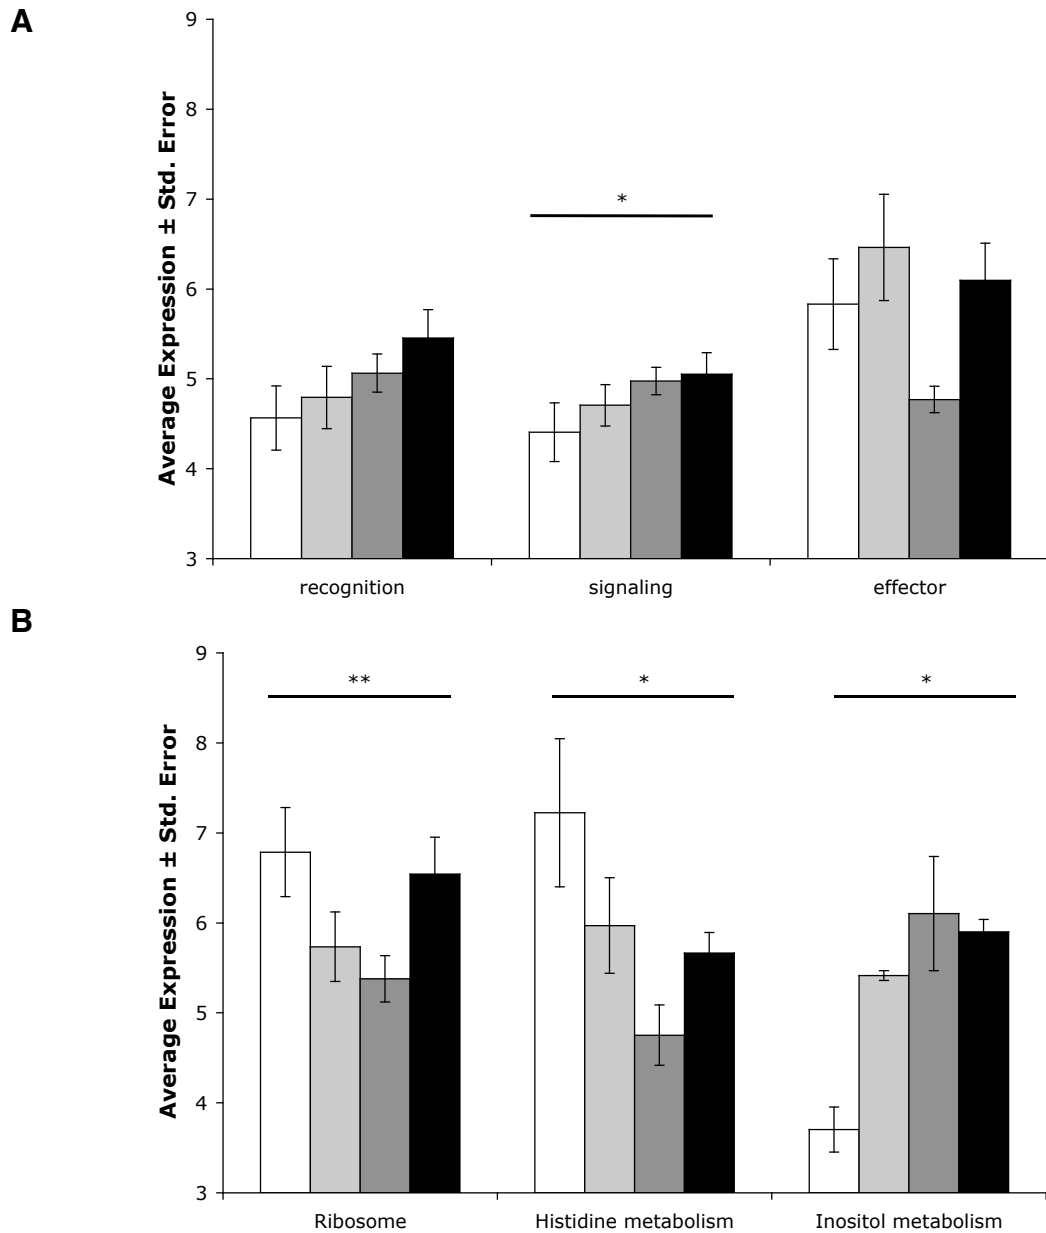 A
Average Expression ± Std. Error
9
8
7
6
5
4
3
*
recognition signaling effector
B
Average Expression ± Std. Error
9
8
7
6
5
4
3
** * *
Ribosome Histidine metabolism Inositol metabolism